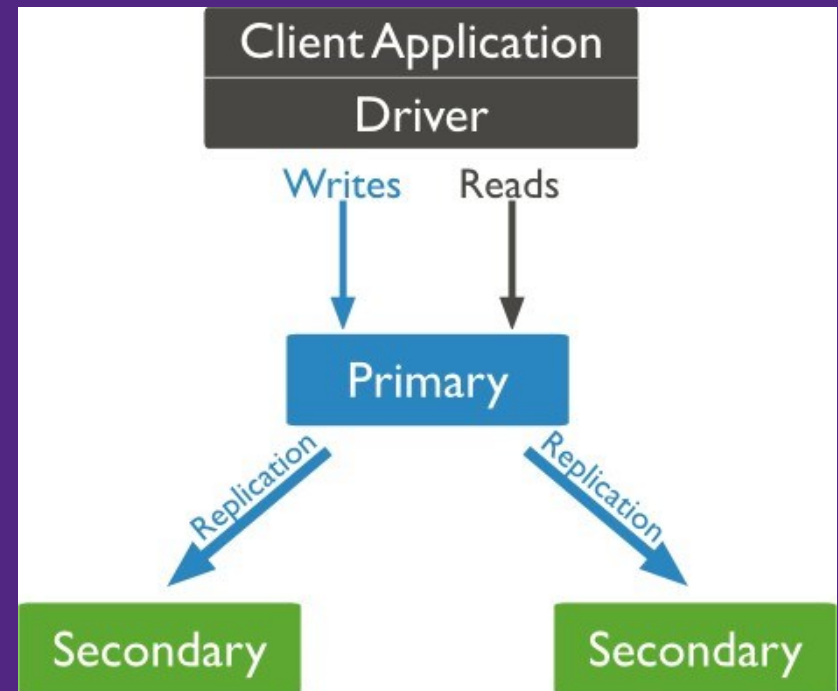 Client Application
Driver
Writes
Reads
Primary
Replication
Replication
Secondary
Secondary